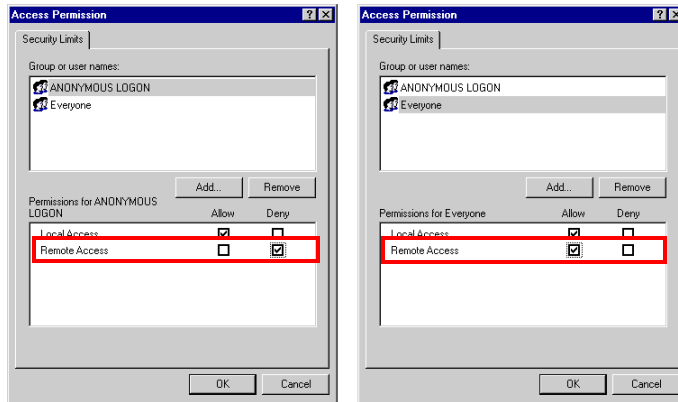 Access Permission
Security Limits
Group or user names:
ANONYMOUS LOGON
Everyone
Add...
Remove
Permissions for ANONYMOUS
LOGON
Allow
Deny
Local Access
Remote Access
OK
Cancel
Access Permission
Security Limits
Group or user names:
ANONYMOUS LOGON
Everyone
Add...
Remove
Permissions for Everyone
Allow
Deny
Local Access
Remote Access
OK
Cancel